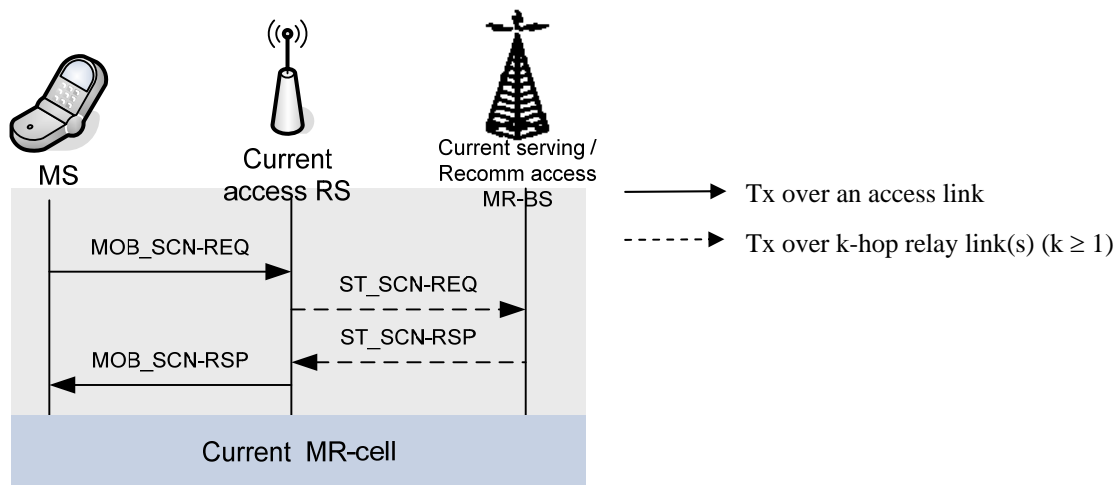 MS
Current
access RS
Current serving /
Recomm access
MR-BS
MOB_SCN-REQ
ST_SCN-REQ
ST_SCN-RSP
MOB_SCN-RSP
Current MR-cell
Tx over an access link
Tx over k-hop relay link(s) (k ≥ 1)